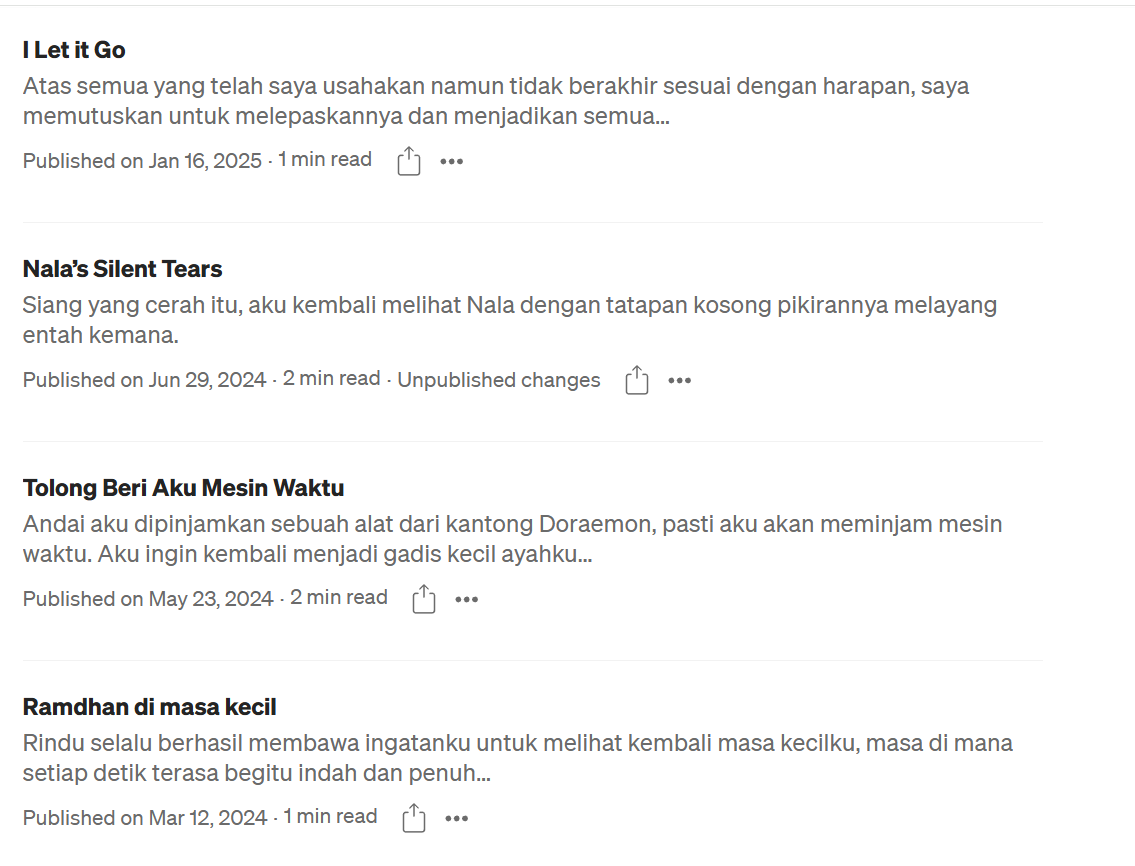 I Let it Go
Atas semua yang telah saya usahakan namun tidak berakhir sesuai dengan harapan, saya
memutuskan untuk melepaskannya dan menjadikan semua...
Published on Jan 16, 2025 · 1 min read
Nala’s Silent Tears
Siang yang cerah itu, aku kembali melihat Nala dengan tatapan kosong pikirannya melayang
entah kemana.
Published on Jun 29, 2024 · 2 min read · Unpublished changes
Tolong Beri Aku Mesin Waktu
Andai aku dipinjamkan sebuah alat dari kantong Doraemon, pasti aku akan meminjam mesin
waktu. Aku ingin kembali menjadi gadis kecil ayahku...
Published on May 23, 2024 · 2 min read
Ramdhan di masa kecil
Rindu selalu berhasil membawa ingatanku untuk melihat kembali masa kecilku, masa di mana
setiap detik terasa begitu indah dan penuh...
Published on Mar 12, 2024 · 1 min read